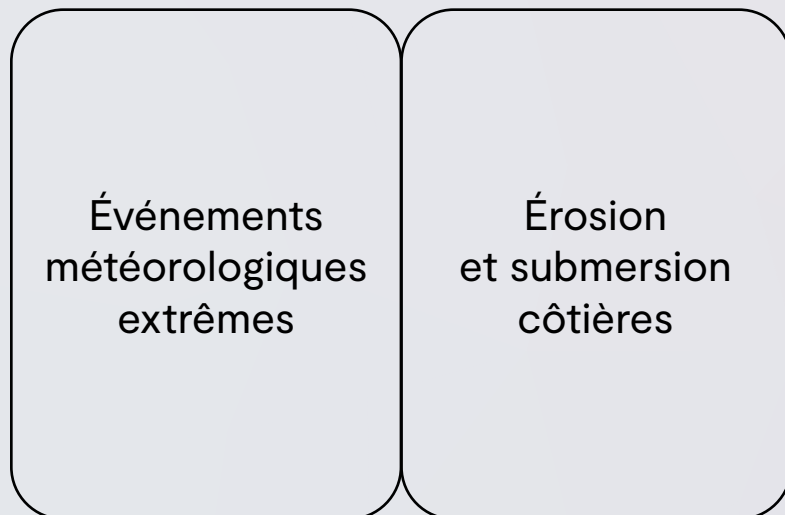 Événements
météorologiques
extrêmes
Érosion
et submersion
côtières